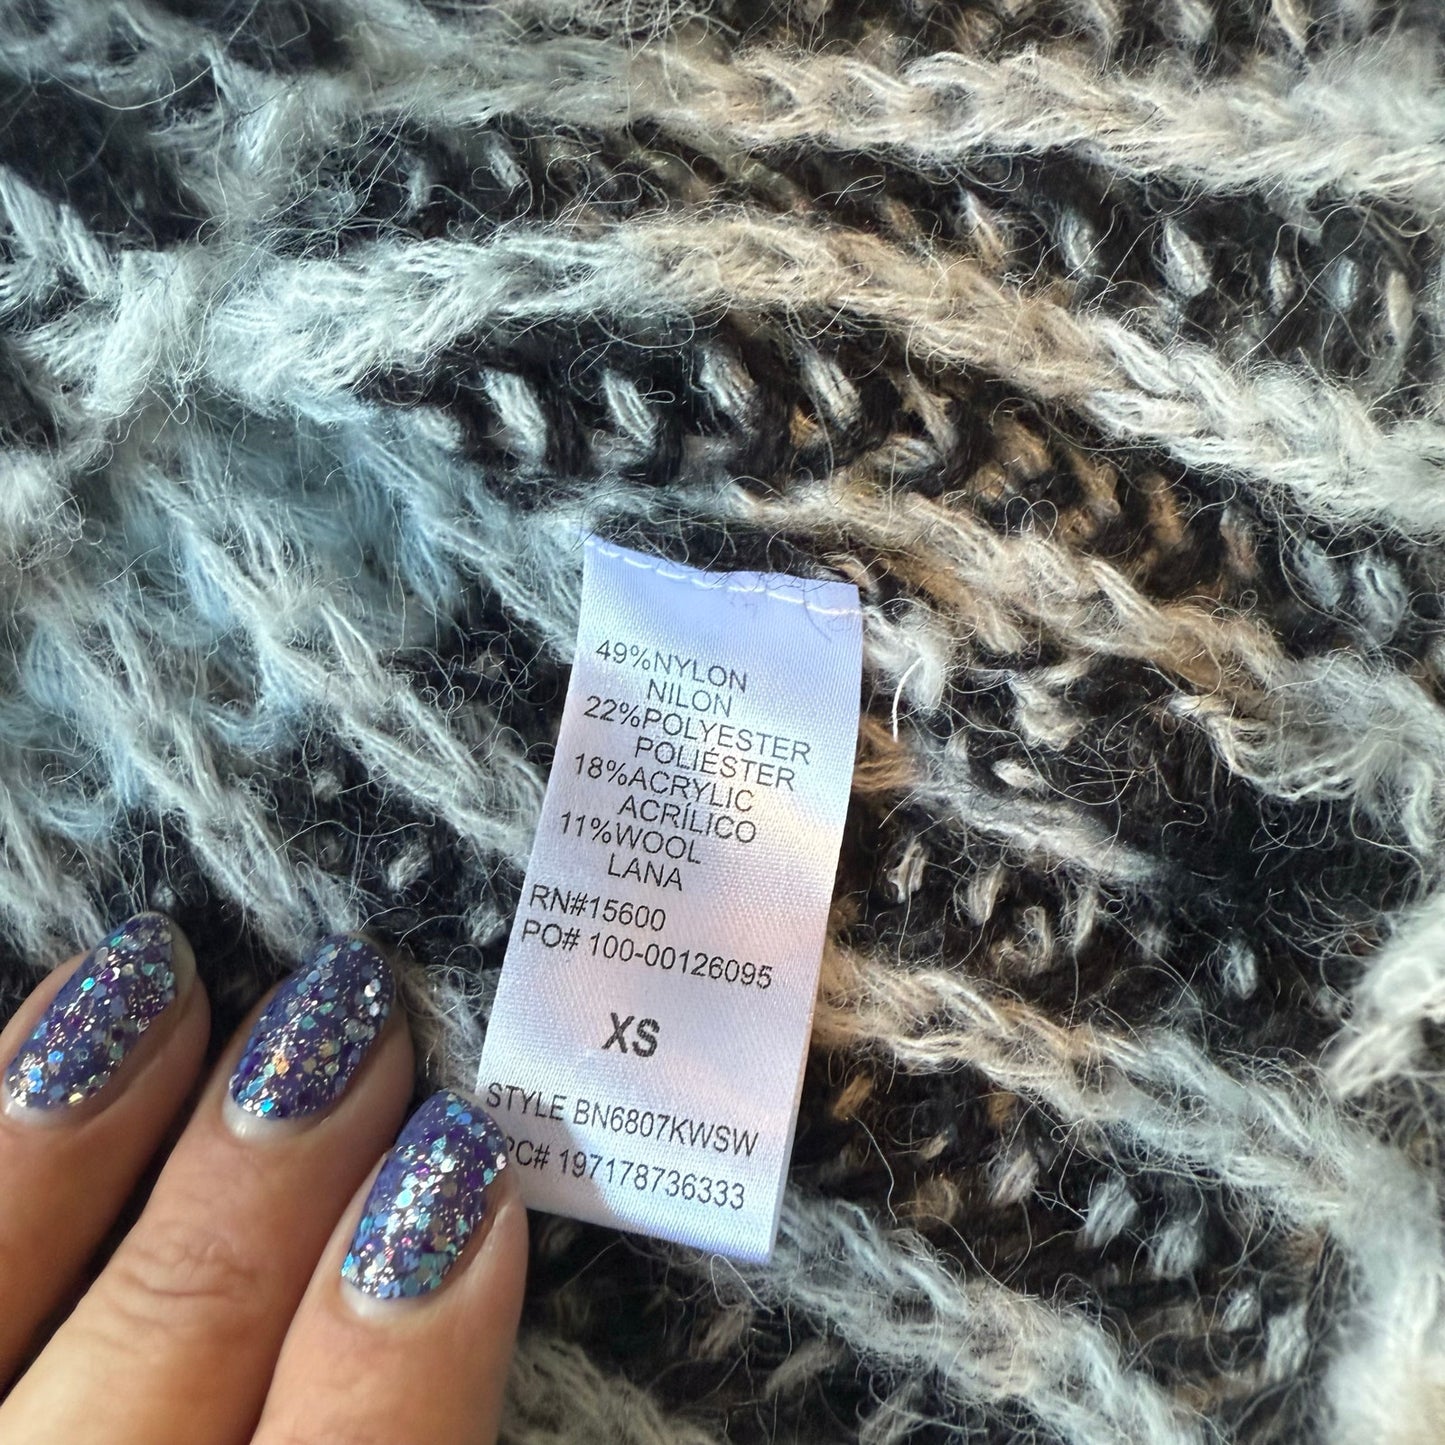 49%NYLON
NILON
22%POLYESTER
POLIÉSTER
18%ACRYLIC
ACRÍLICO
11%WOOL
LANA
RN#15600
PO# 100-00126095
XS
STYLE BN6807KWSW
PC# 197178736333